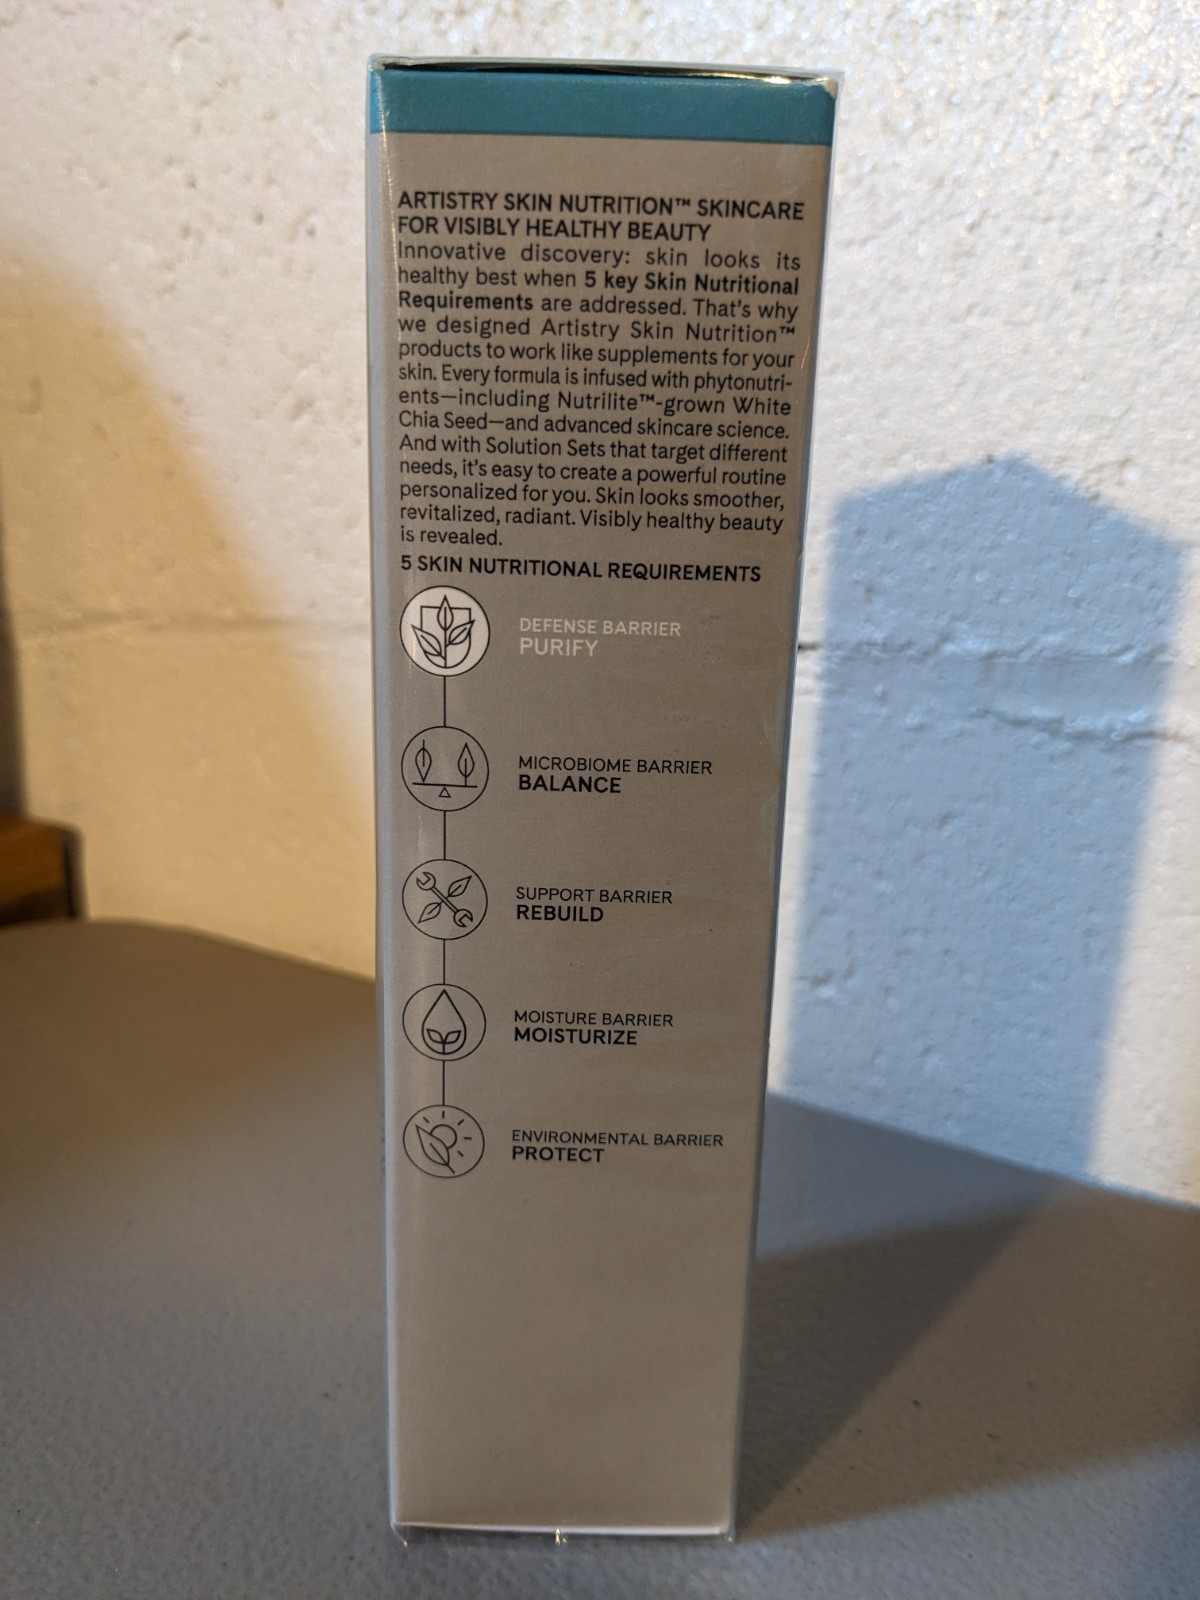 ARTISTRY SKIN NUTRITION™ SKINCARE
FOR VISIBLY HEALTHY BEAUTY
Innovative discovery: skin looks its
healthy best when 5 key Skin Nutritional
Requirements are addressed. That's why
we designed Artistry Skin Nutrition™
products to work like supplements for your
skin. Every formula is infused with phytonutri-
ents—including Nutrilite™-grown White
Chia Seed—and advanced skincare science.
And with Solution Sets that target different
needs, it's easy to create a powerful routine
personalized for you. Skin looks smoother,
revitalized, radiant. Visibly healthy beauty
is revealed.
5 SKIN NUTRITIONAL REQUIREMENTS
DEFENSE BARRIER
PURIFY
MICROBIOME BARRIER
BALANCE
SUPPORT BARRIER
REBUILD
MOISTURE BARRIER
MOISTURIZE
ENVIRONMENTAL BARRIER
PROTECT